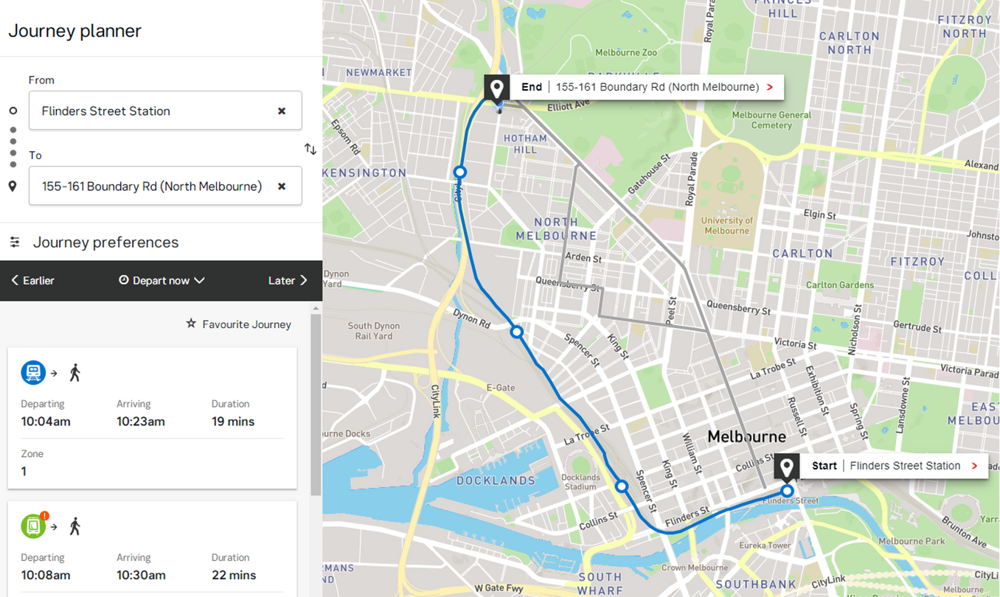 Journey planner
From
Flinders Street Station
To
155-161 Boundary Rd (North Melbourne)
Journey preferences
Earlier
Depart now
Later
Favourite Journey
Departing
Arriving
Duration
10:04am
10:23am
19 mins
Zone
1
Departing
Arriving
Duration
10:08am
10:30am
22 mins
HILL
Royal Para
CARLTON
NORTH
FITZROY
NORTH
Melbourne Zoo
NEWMARKET
End | 155-161 Boundary Rd (North Melbourne)
Elliott Ave
Melbourne General
Cemetery
Epsom Rd
HOTHAM
HILL
KENSINGTON
Gatehouse St
Royal Parade
Alexand
University of
Melbourne
Elgin St
NORTH
MELBOURNE
Johnsto
CARLTON
FITZROY
Arden St
COLL
Dynon
Yard
Queensberry St
Carlton Gardens
Peel St
Queensberry St
Nicholson St
Dynon Rd
South Dynon
Rail Yard
Gertrude St
Spencer St
King St
Victoria St
La Trobe St
Exhibition St
Victoria Parad
E-Gate
CityLink
Russell St
Spring St
Lansdowne St
EAST
MELBOU
urne Docks
La Trobe St
William St
Melbourne
Collins St
King St
Start | Flinders Street Station
DOCKLANDS
Docklands
Stadium
Spencer St
Flinders Street
Flinders St
Collins St
Brunton Ave
Yarra
Eureka Tower
Melbourne Park
Crown Melbourne
MANS
ND
SOUTH
WHARF
SOUTHBANK
CityLink
CityLi
W Gate Fwy
Melbourne